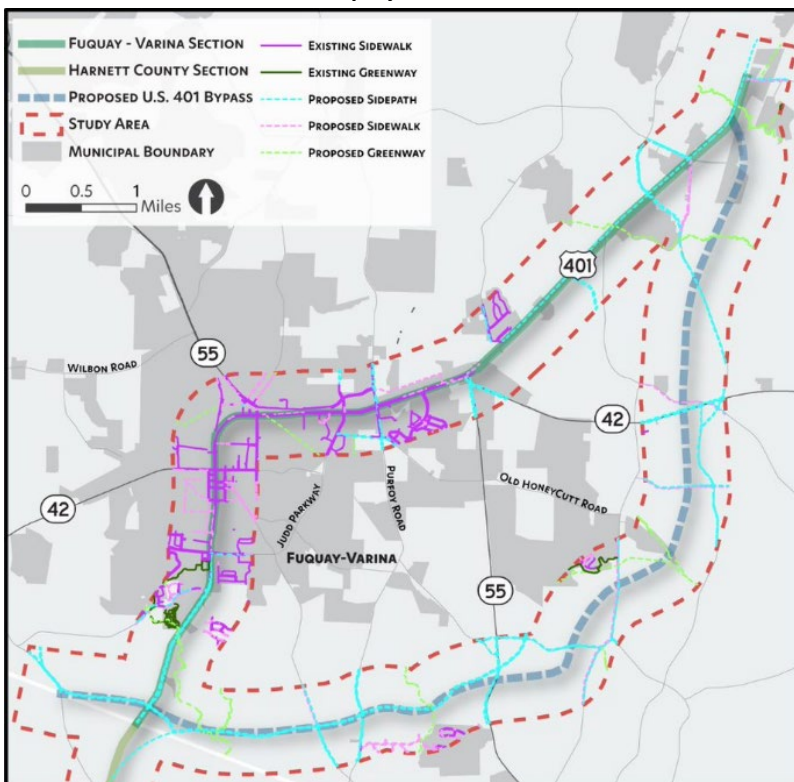 Fuquay - Varina Section
Harnett County Section
Proposed U.S. 401 Bypass
Study Area
Municipal Boundary
Existing Sidewalk
Existing Greenway
Proposed Sidepath
Proposed Sidewalk
Proposed Greenway
0 0.5 1
Miles
401
55
Wilbon Road
42
Old HoneyCutt Road
42
Judd Parkway
Purfoy Road
Fuquay-Varina
55